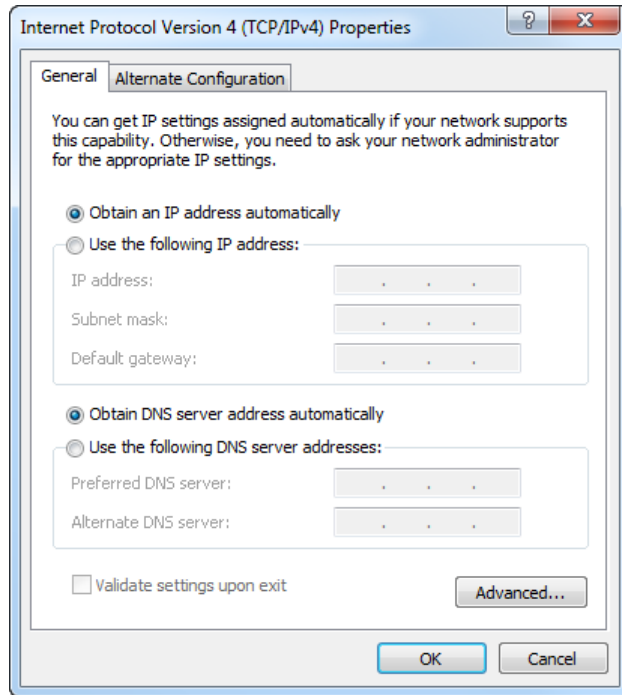 Internet Protocol Version 4 (TCP/IPv4) Properties
General
Alternate Configuration
You can get IP settings assigned automatically if your network supports
this capability. Otherwise, you need to ask your network administrator
for the appropriate IP settings.
Obtain an IP address automatically
Use the following IP address:
IP address:
Subnet mask:
Default gateway:
Obtain DNS server address automatically
Use the following DNS server addresses:
Preferred DNS server:
Alternate DNS server:
Validate settings upon exit
Advanced...
OK
Cancel